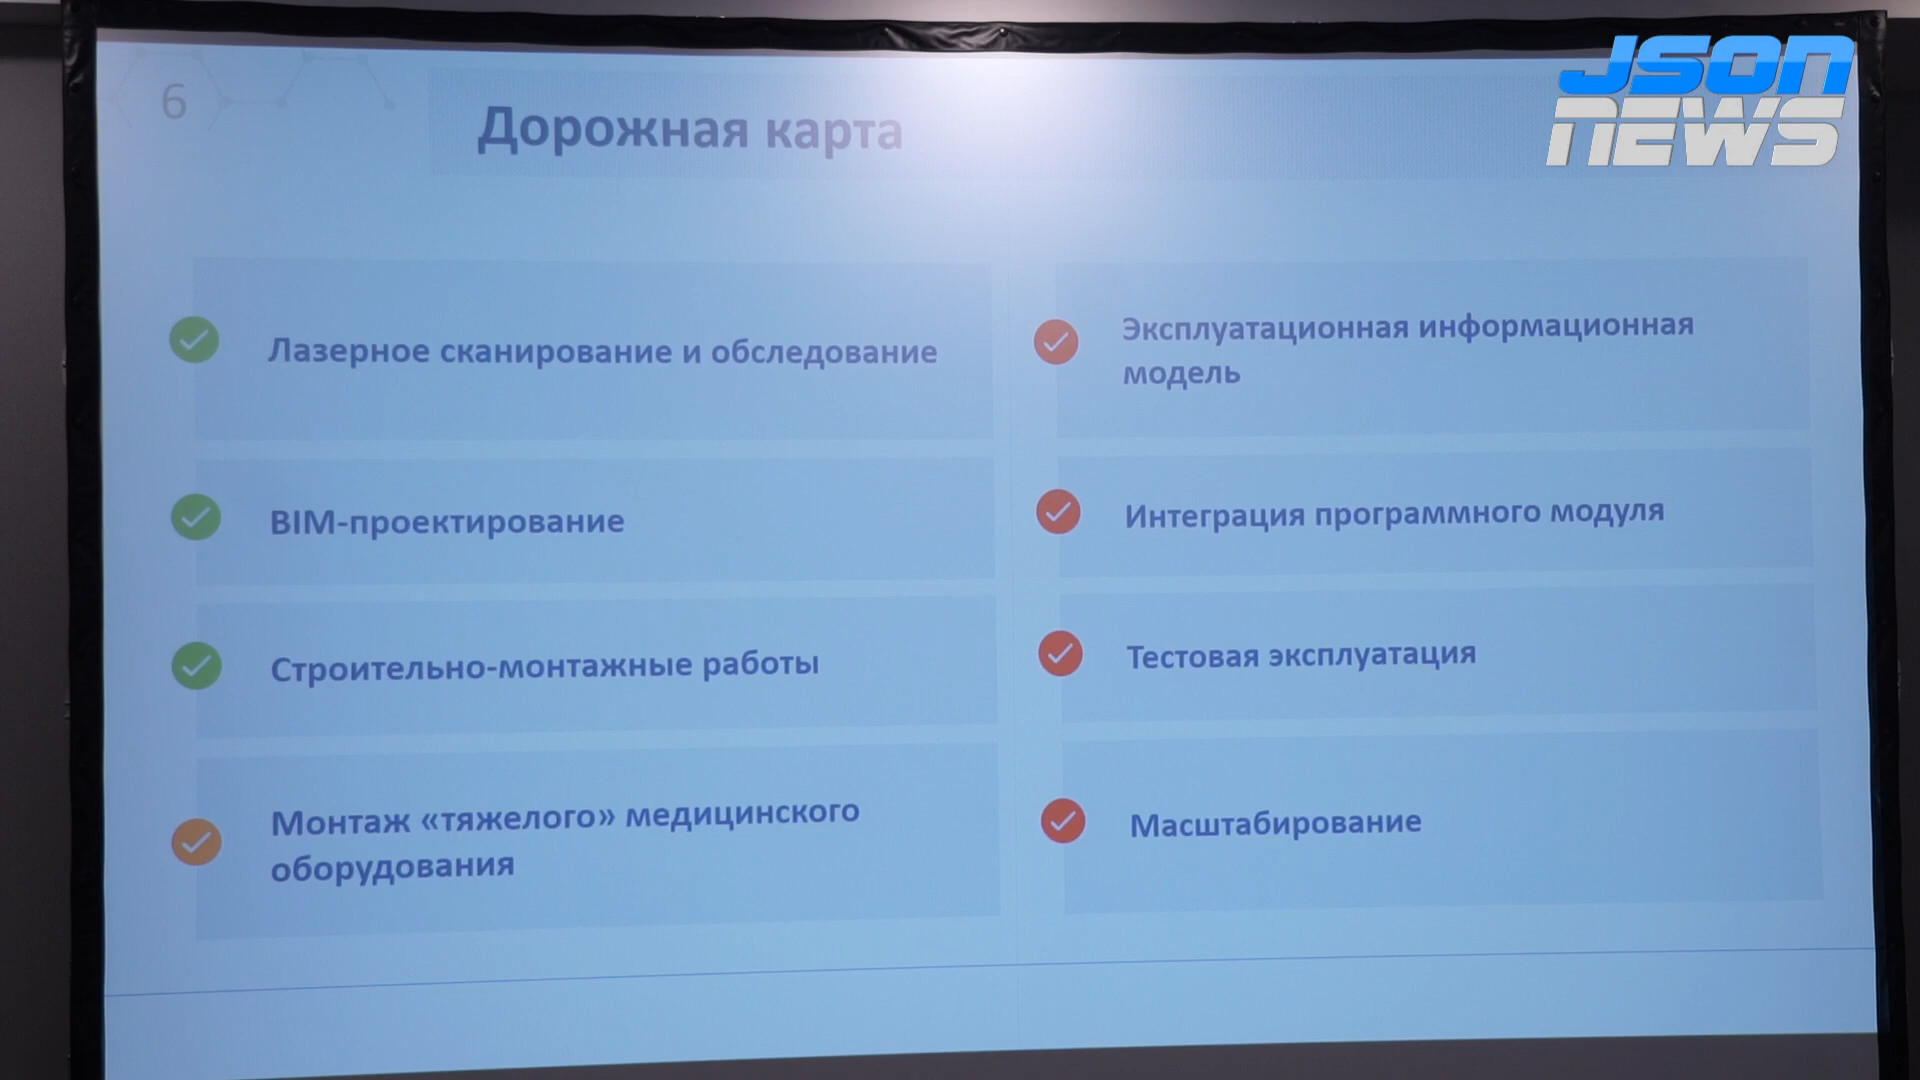 6
Дорожная карта
JSON
NEWS
Лазерное сканирование и обследование
BIM-проектирование
Строительно-монтажные работы
Монтаж «тяжелого» медицинского
оборудования
Эксплуатационная информационная
модель
Интеграция программного модуля
Тестовая эксплуатация
Масштабирование